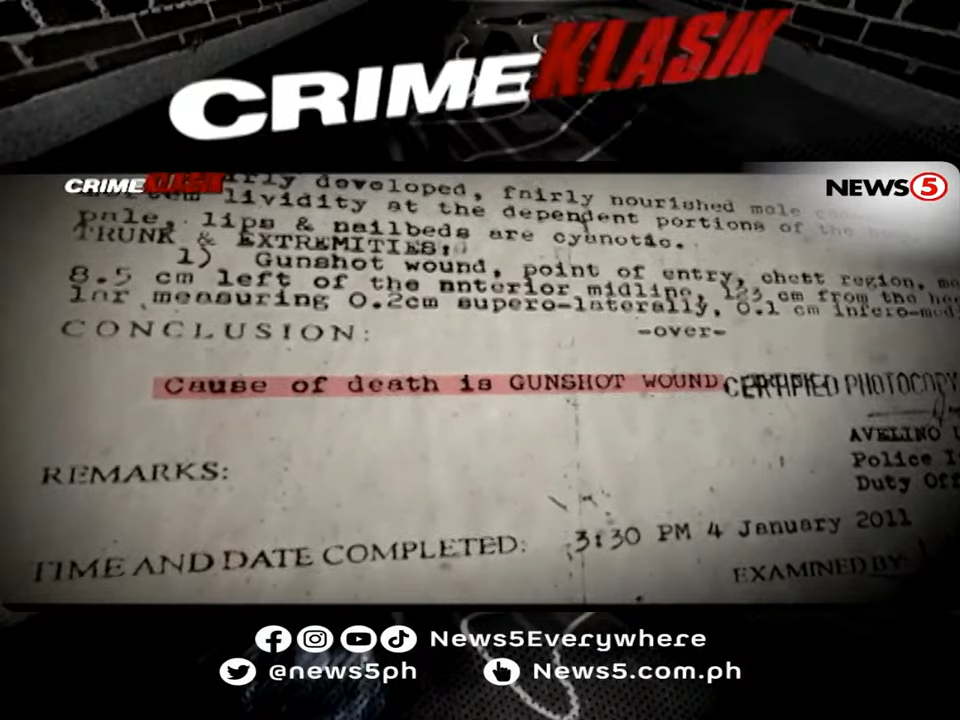 CRIMEKLASIK
CRIMEKLASIK
NEWS5
developed, fairly nourished male
lividity at the dependent portions of the
pale, lips & nailbeds are cyanotic.
TRUNK & EXTREMITIES:
1) Gunshot wound, point of entry, chest region,
8.5 cm left of the anterior midline, 123 cm from the
measuring 0.2cm supero-laterally, 0.1 cm
CONCLUSION:
-over-
Cause of death is GUNSHOT WOUND
CERTIFIED PHOTOCOPY
AVELINO
Police
Duty
REMARKS:
TIME AND DATE COMPLETED: 3:30 PM 4 January 2011
EXAMINED BY:
News5Everywhere
@news5ph
News5.com.ph